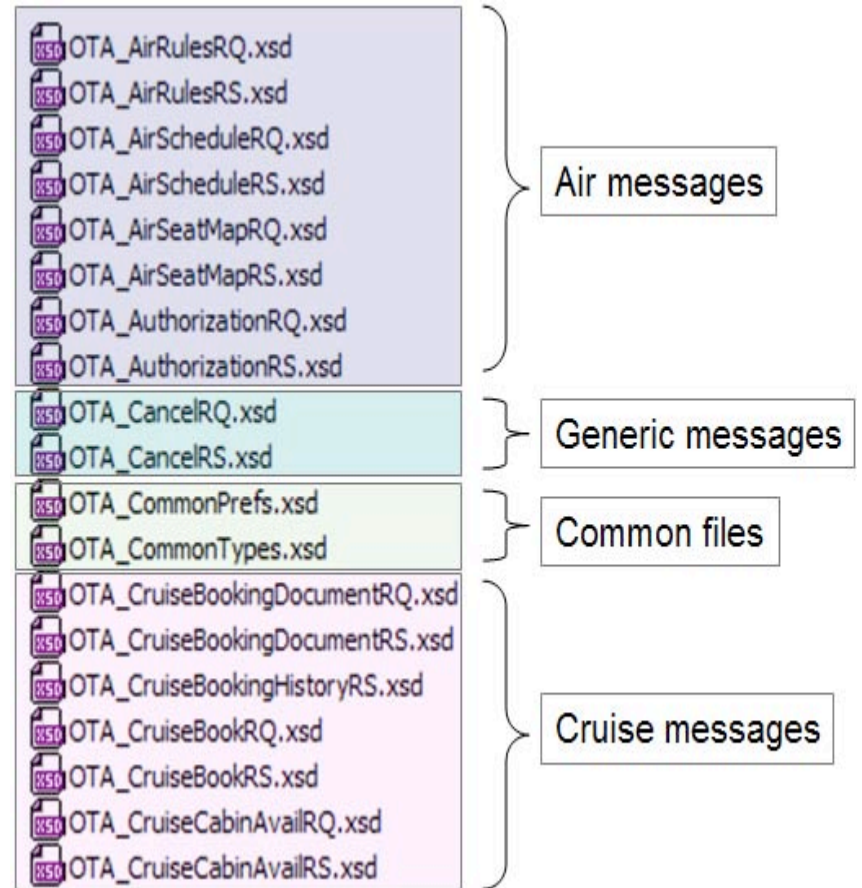 OTA_AirRulesRQ.xsd
OTA_AirRulesRS.xsd
OTA_AirScheduleRQ.xsd
OTA_AirScheduleRS.xsd
OTA_AirSeatMapRQ.xsd
OTA_AirSeatMapRS.xsd
OTA_AuthorizationRQ.xsd
OTA_AuthorizationRS.xsd
Air messages
OTA_CancelRQ.xsd
OTA_CancelRS.xsd
Generic messages
OTA_CommonPrefs.xsd
OTA_CommonTypes.xsd
Common files
OTA_CruiseBookingDocumentRQ.xsd
OTA_CruiseBookingDocumentRS.xsd
OTA_CruiseBookingHistoryRS.xsd
OTA_CruiseBookRQ.xsd
OTA_CruiseBookRS.xsd
OTA_CruiseCabinAvailRQ.xsd
OTA_CruiseCabinAvailRS.xsd
Cruise messages